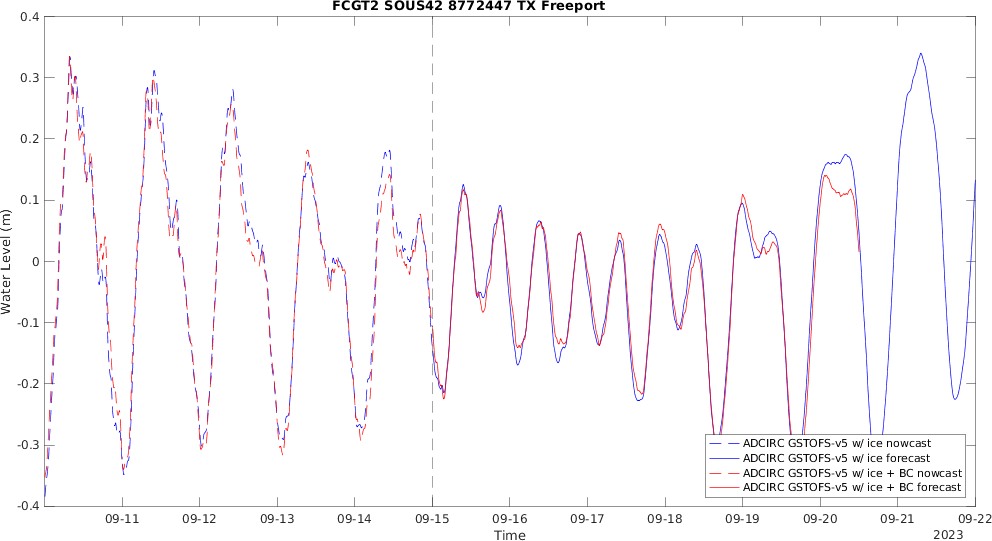 FCGT2 SOUS42 8772447 TX Freeport
0.4
0.3
0.2
0.1
0
-0.1
-0.2
-0.3
-0.4
Water Level (m)
ADCIRC GSTOFS-v5 w/ ice nowcast
ADCIRC GSTOFS-v5 w/ ice forecast
ADCIRC GSTOFS-v5 w/ ice + BC nowcast
ADCIRC GSTOFS-v5 w/ ice + BC forecast
09-11 09-12 09-13 09-14 09-15 09-16 09-17 09-18 09-19 09-20 09-21 09-22
Time
2023